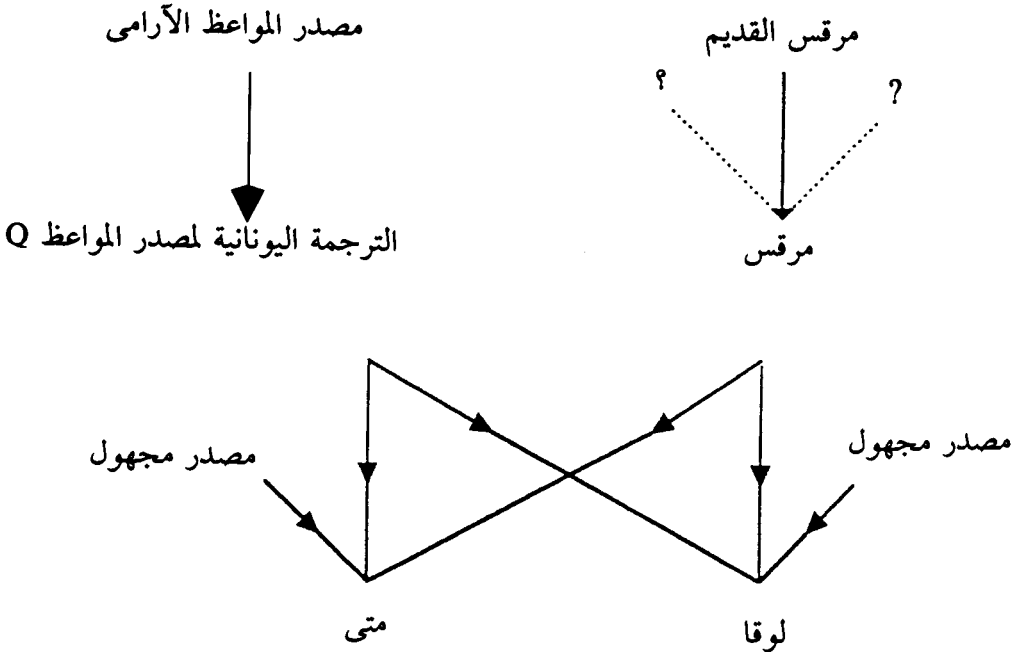 مرقس القديم
مصدر المواعظ الآرامى
?
؟
مرقس
الترجمة اليونانية لمصدر المواعظ Q
مصدر مجهول
مصدر مجهول
لوقا
متى